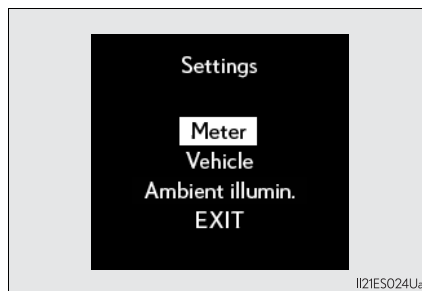 Settings
Meter
Vehicle
Ambient illumin.
EXIT
II21ES024Ua